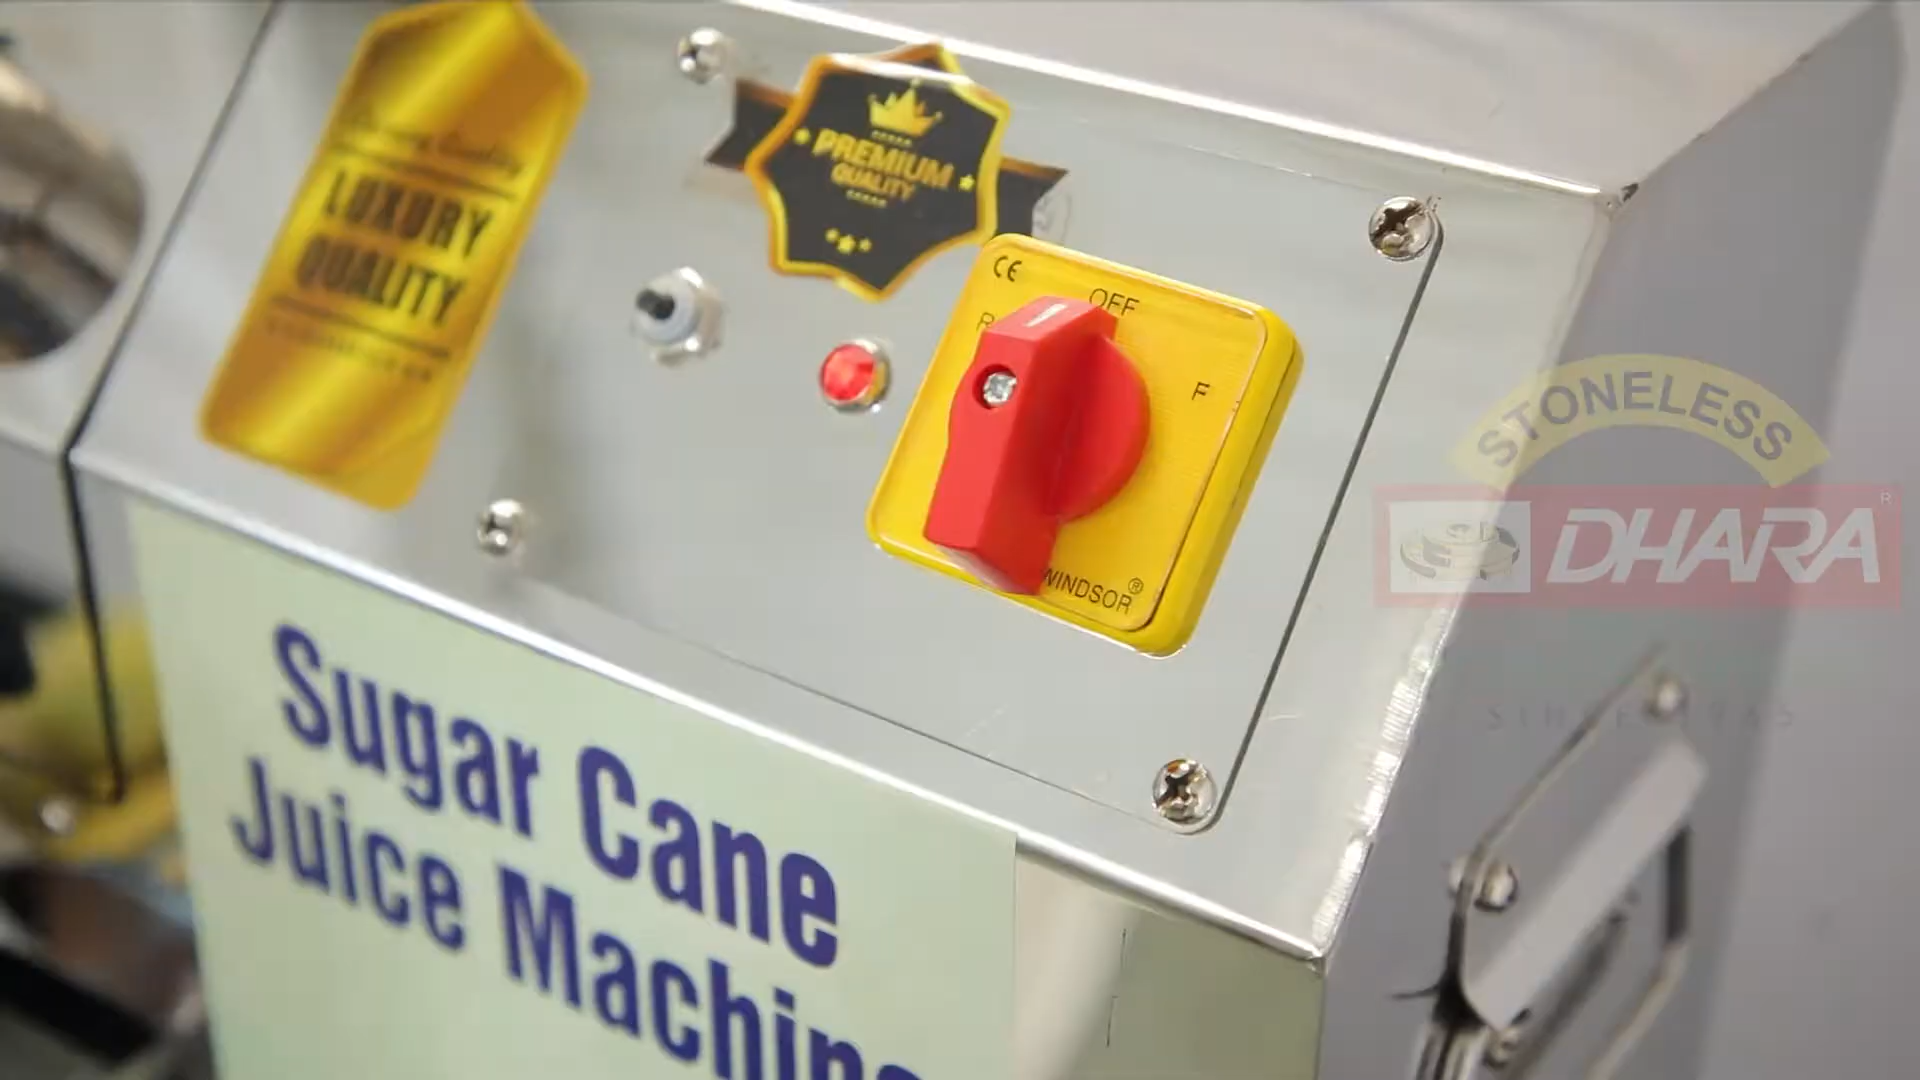 LUXURY
QUALITY
PREMIUM
QUALITY
CE
OFF
R
F
WINDSOR®
STONELESS
DHARA®
Sugar Cane
Juice Machine